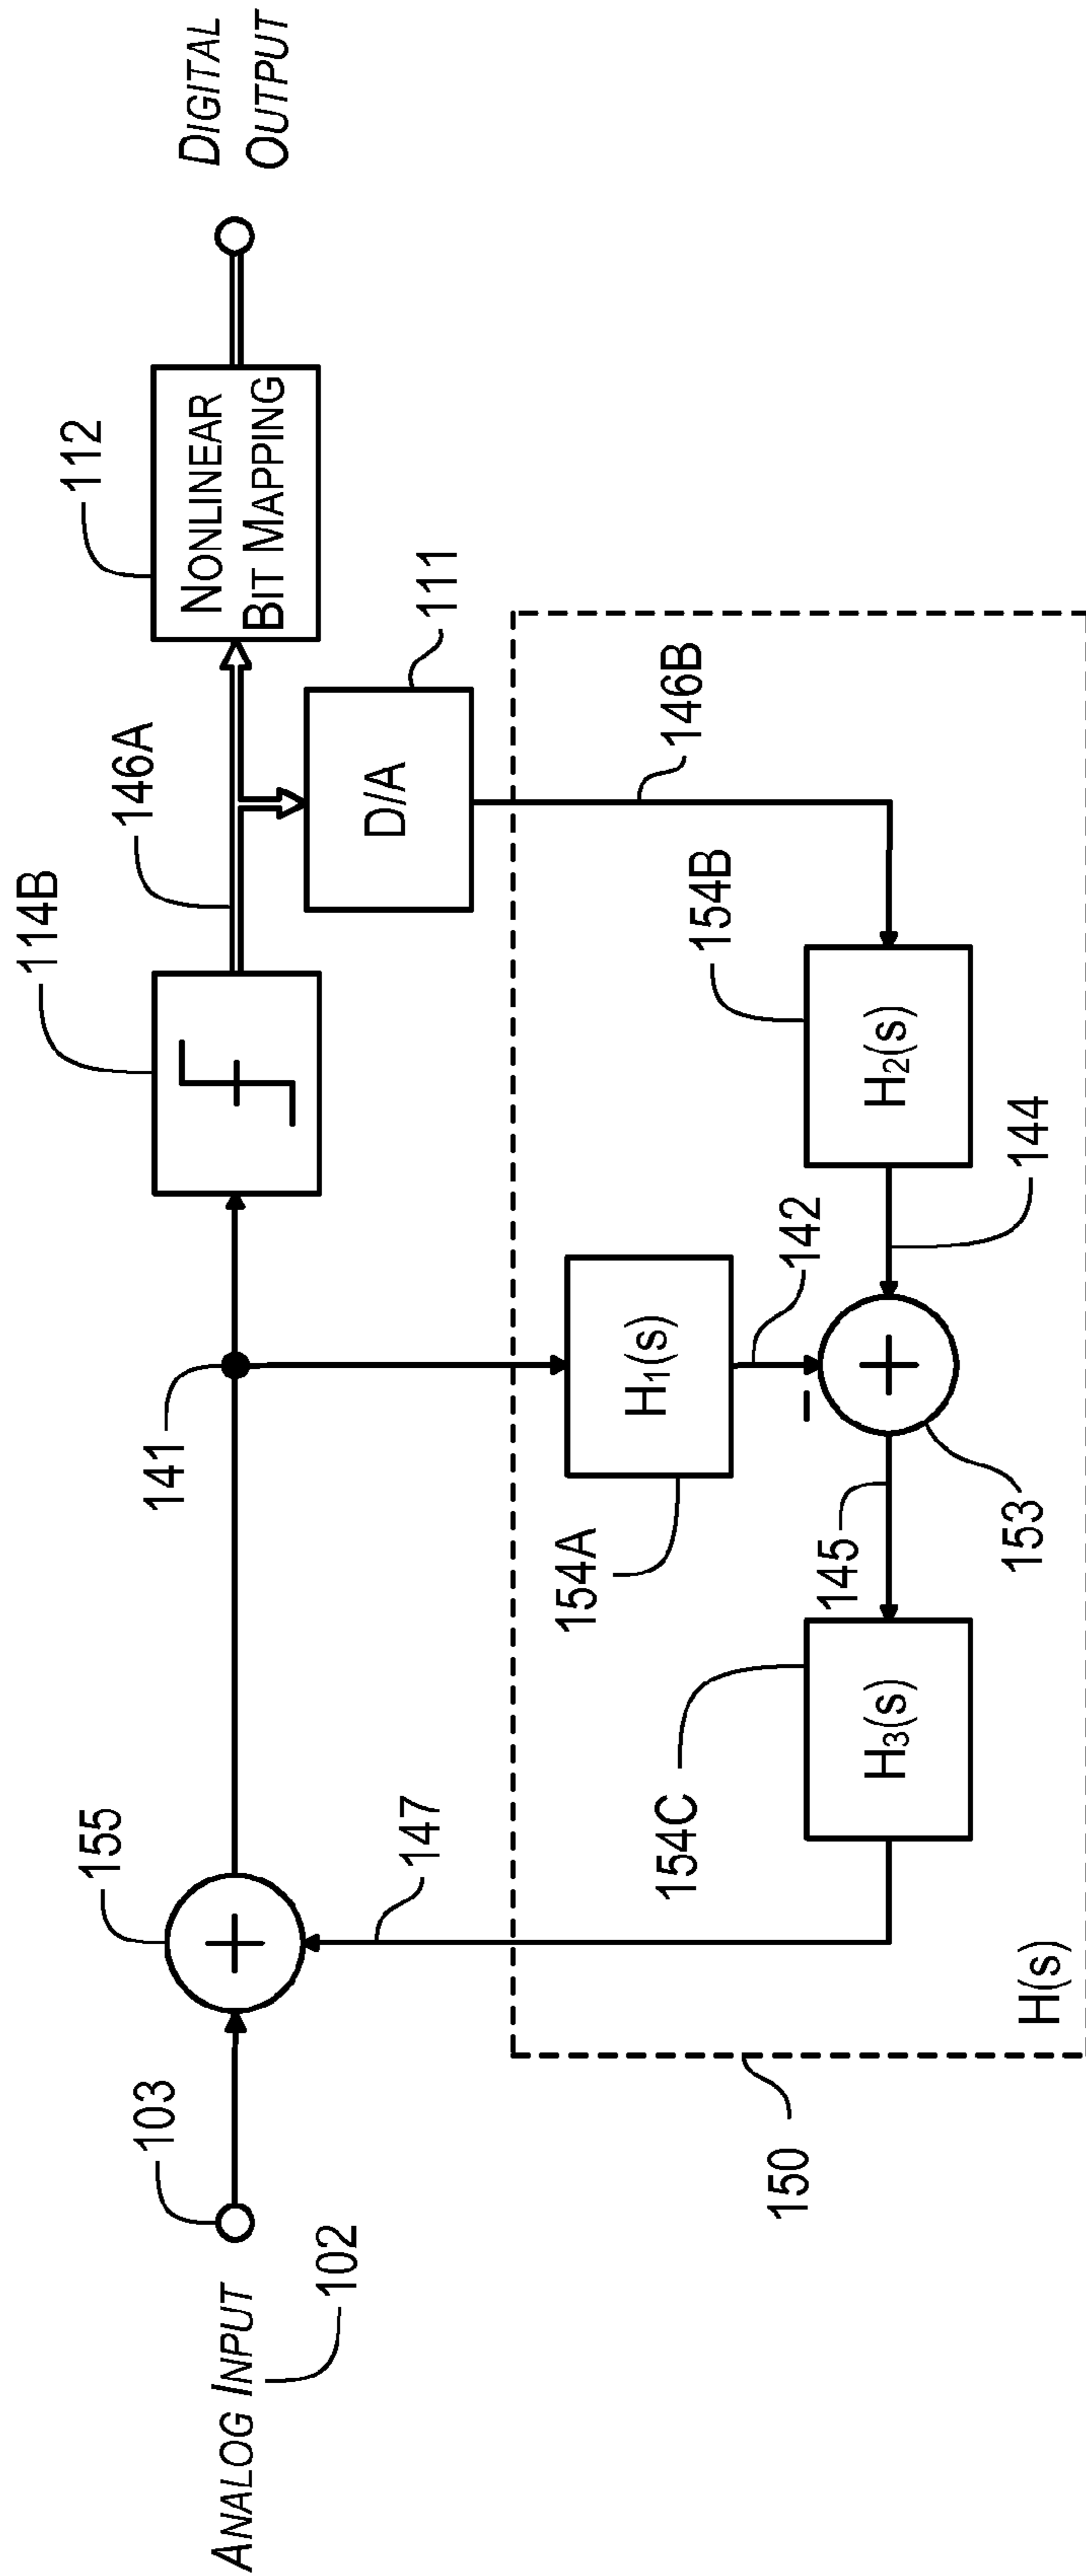 ANALOG INPUT
102
103
155
141
114B
146A
112
NONLINEAR
BIT MAPPING
DIGITAL
OUTPUT
D/A
111
146B
147
H1(s)
154A
142
H2(s)
154B
144
+
+
–
153
145
H3(s)
154C
H(s)
150